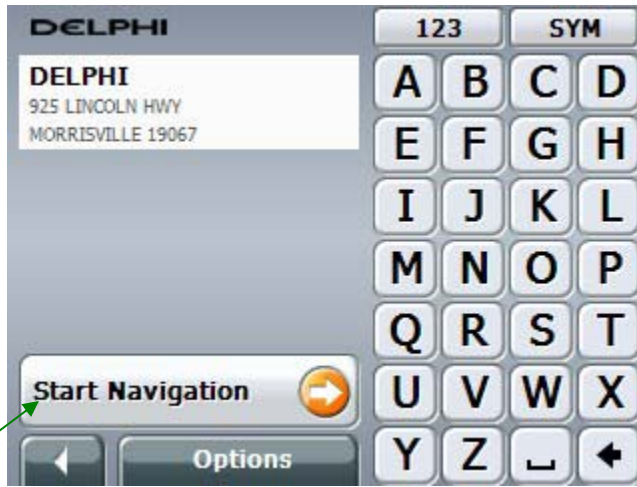 DELPHI
DELPHI
925 LINCOLN HWY
MORRISVILLE 19067
Start Navigation
Options
123 SYM
A B C D
E F G H
I J K L
M N O P
Q R S T
U V W X
Y Z